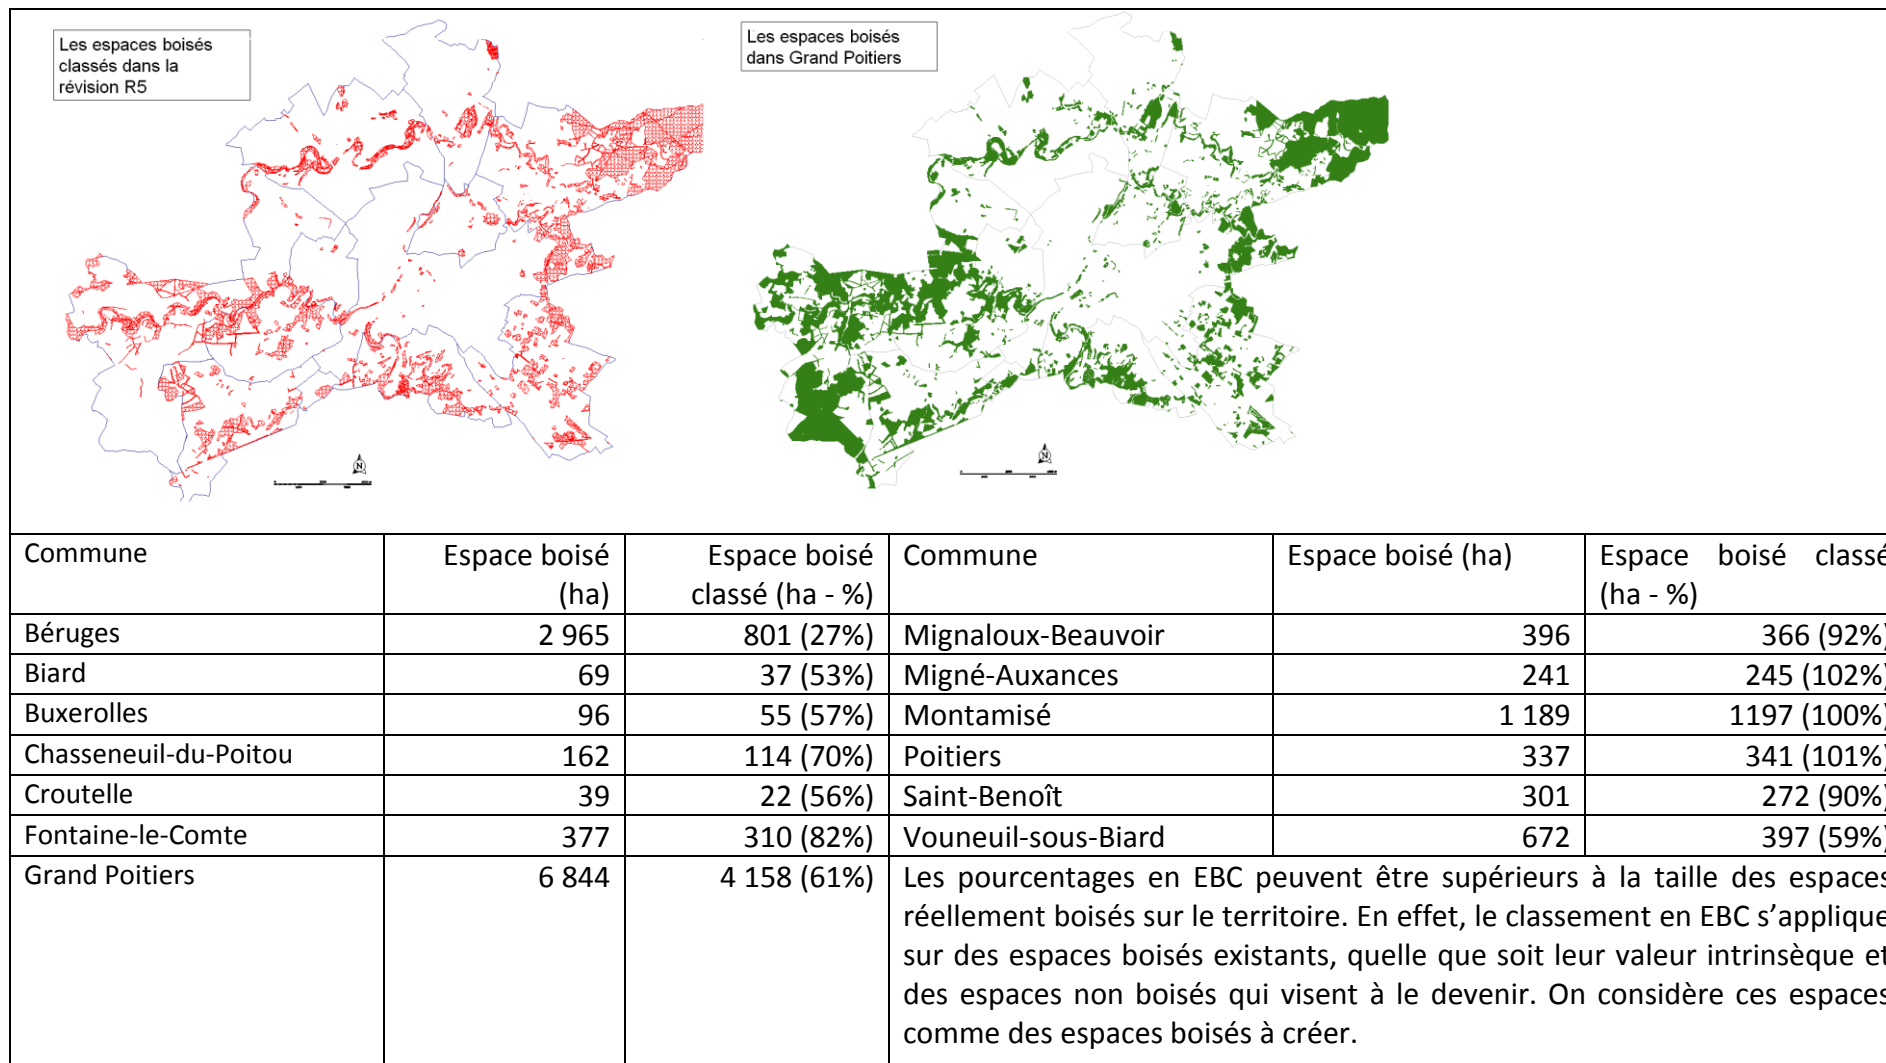 Les espaces boisés
classés dans la
révision R5
Les espaces boisés
dans Grand Poitiers
N
N
Commune
Espace boisé
(ha)
Espace boisé
classé (ha - %)
Commune
Espace boisé (ha)
Espace boisé classé
(ha - %)
Béruges 2 965 801 (27%) Mignaloux-Beauvoir 396 366 (92%)
Biard 69 37 (53%) Migné-Auxances 241 245 (102%)
Buxerolles 96 55 (57%) Montamisé 1 189 1197 (100%)
Chasseneuil-du-Poitou 162 114 (70%) Poitiers 337 341 (101%)
Croutelle 39 22 (56%) Saint-Benoît 301 272 (90%)
Fontaine-le-Comte 377 310 (82%) Vouneuil-sous-Biard 672 397 (59%)
Grand Poitiers 6 844 4 158 (61%)
Les pourcentages en EBC peuvent être supérieurs à la taille des espaces
réellement boisés sur le territoire. En effet, le classement en EBC s’applique
sur des espaces boisés existants, quelle que soit leur valeur intrinsèque et
des espaces non boisés qui visent à le devenir. On considère ces espaces
comme des espaces boisés à créer.